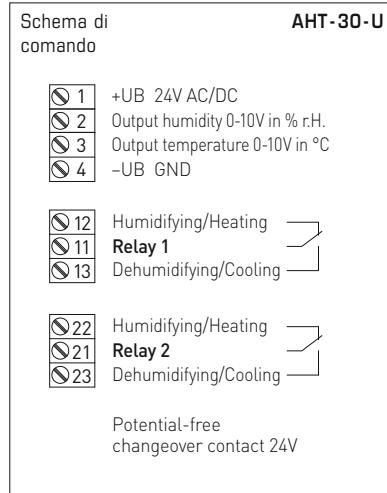 Schema di AHT-30-U
comando
1 +UB 24V AC/DC
2 Output humidity 0-10V in % r.H.
3 Output temperature 0-10V in °C
4 –UB GND
12 Humidifying/Heating
11 Relay 1
13 Dehumidifying/Cooling
22 Humidifying/Heating
21 Relay 2
23 Dehumidifying/Cooling
Potential-free
changeover contact 24V